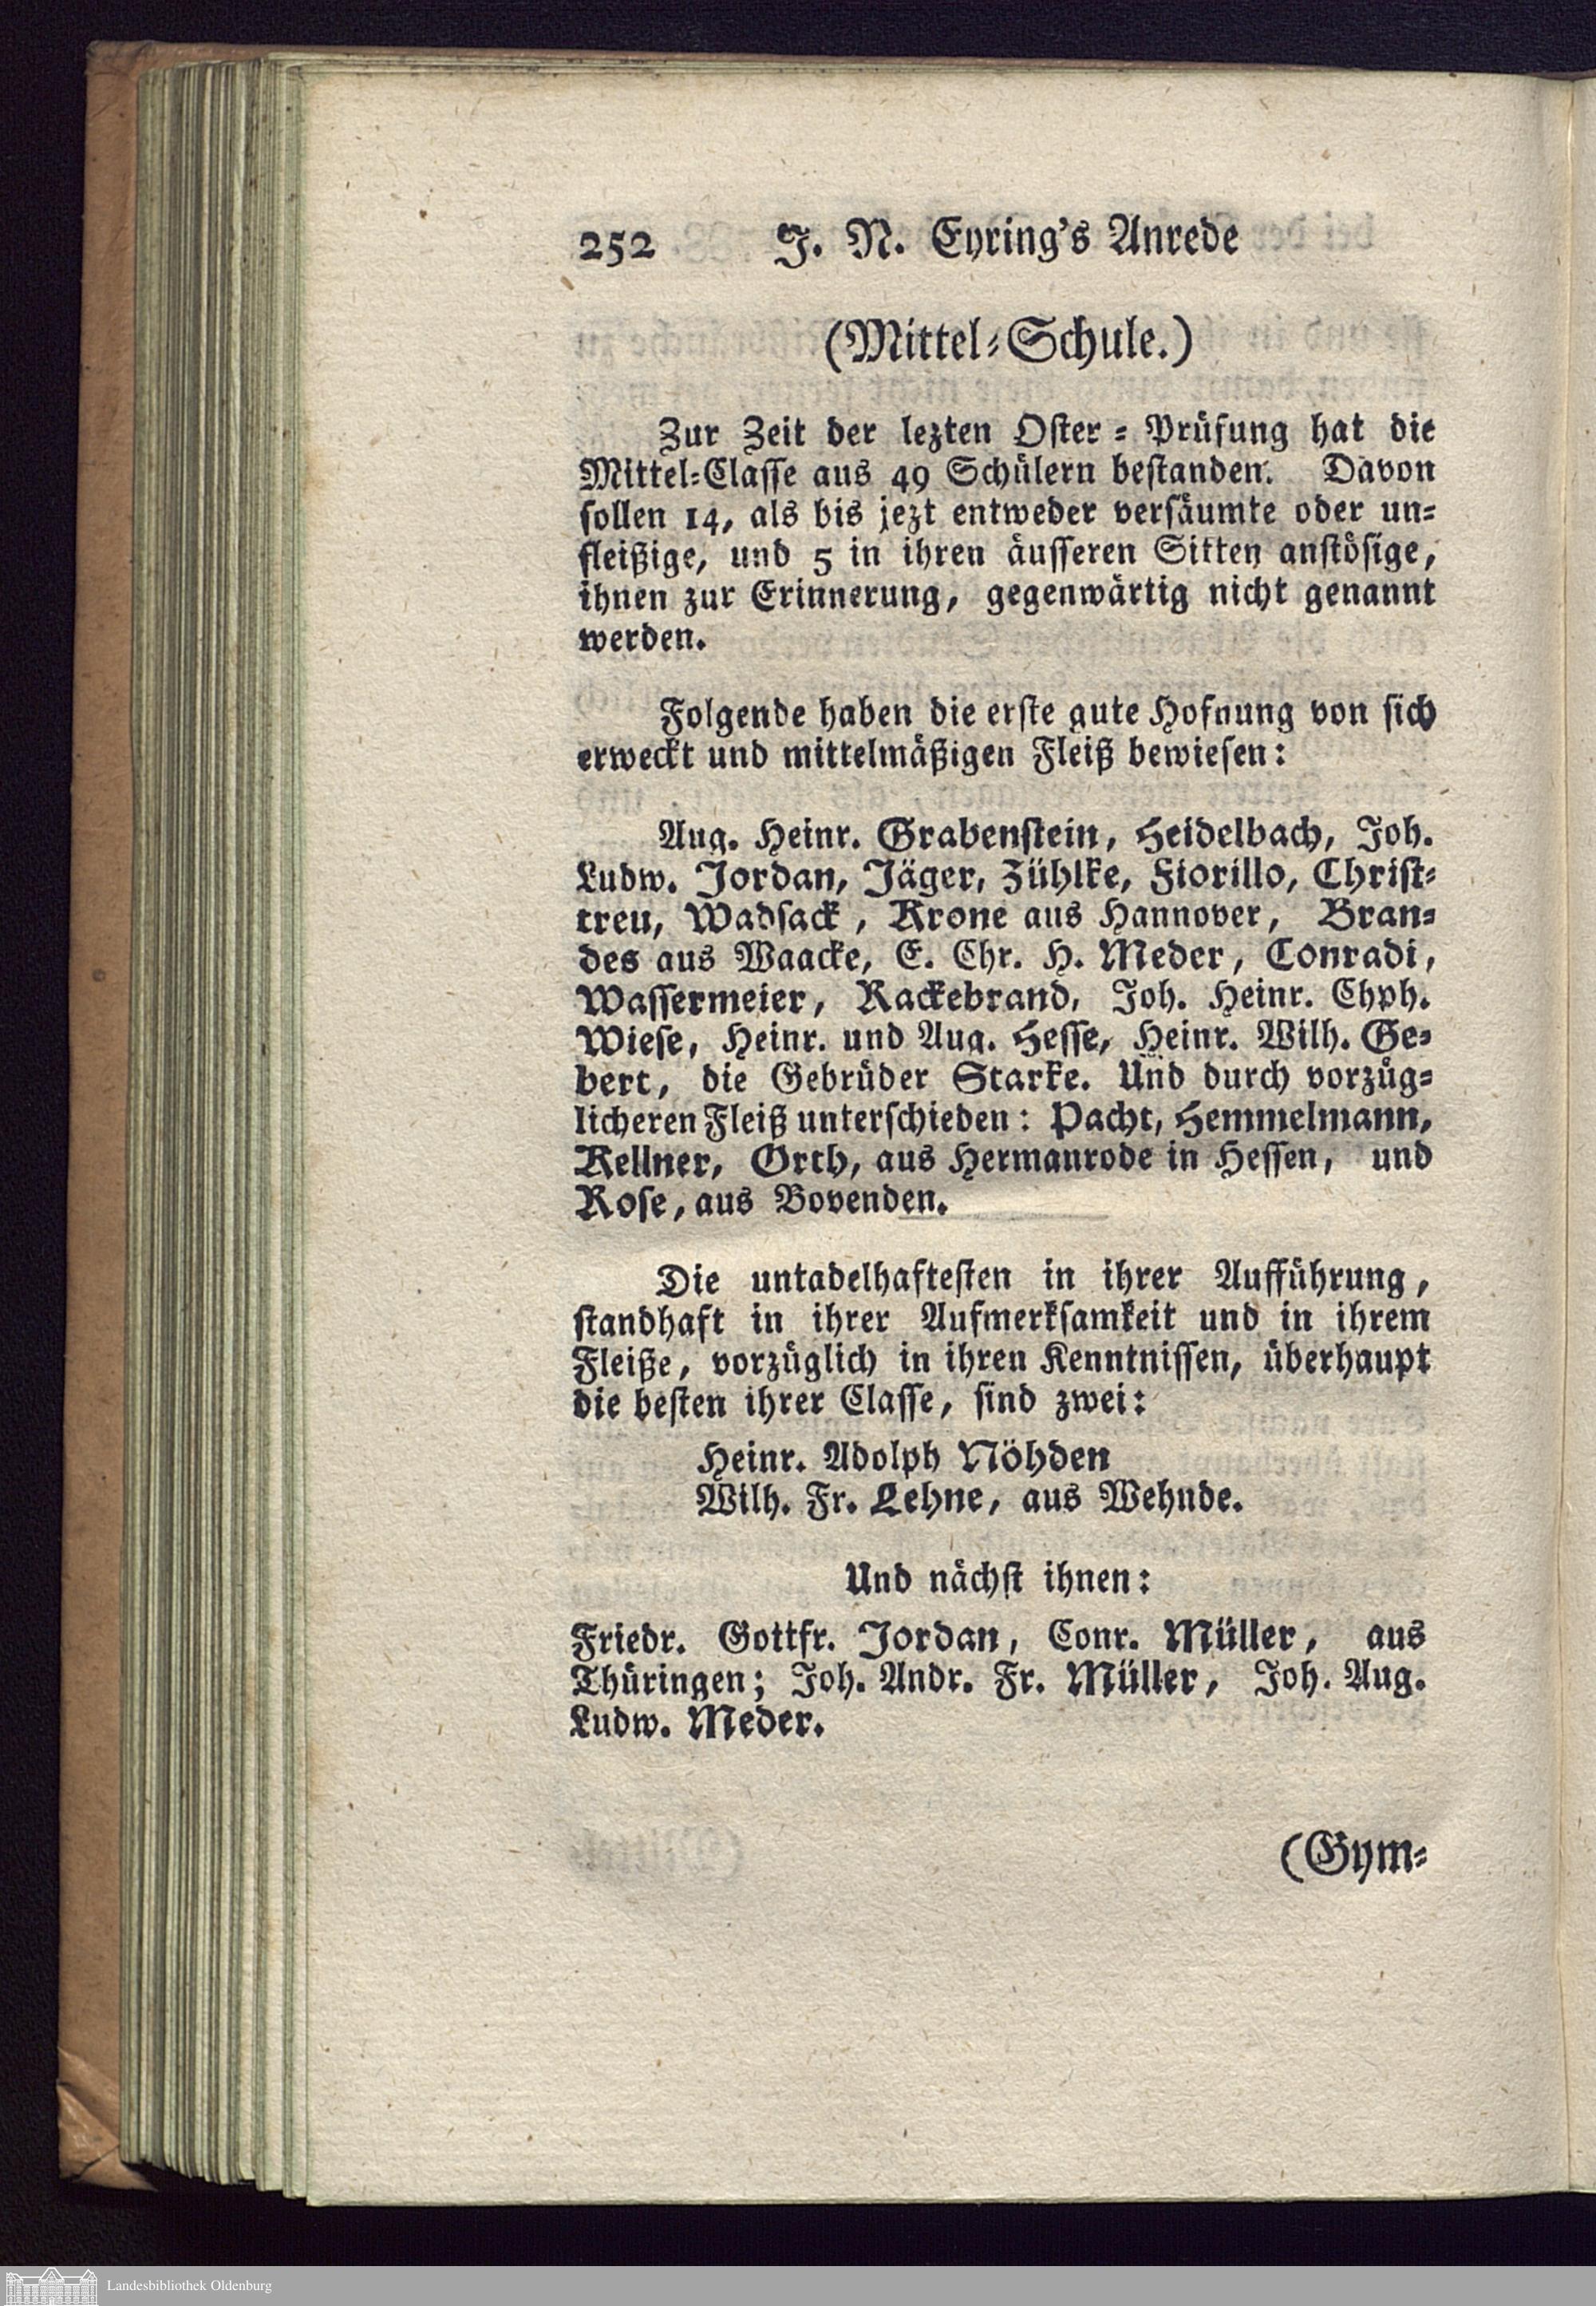 252 J. N. Eyring's Anrede
(Mittel-Schule.)
Zur Zeit der lezten Oster-Prüfung hat die
Mittel-Classe aus 49 Schülern bestanden. Davon
sollen 14, als bis jezt entweder versäumte oder un-
fleißige, und 5 in ihren äusseren Sitten anstösige,
ihnen zur Erinnerung, gegenwärtig nicht genannt
werden.
Folgende haben die erste gute Hofnung von sich
erweckt und mittelmäßigen Fleiß bewiesen:
Aug. Heinr. Grabenstein, Heidelbach, Joh.
Ludw. Jordan, Jäger, Zühlke, Fiorillo, Christ-
treu, Wadsack, Krone aus Hannover, Bran-
des aus Waacke, E. Chr. H. Meder, Conradi,
Wassermeier, Rackebrand, Joh. Heinr. Chph.
Wiese, Heinr. und Aug. Hesse, Heinr. Wilh. Ge-
bert, die Gebrüder Starke. Und durch vorzüg-
licheren Fleiß unterschieden: Pacht, Hemmelmann,
Kellner, Orth, aus Hermanrode in Hessen, und
Rose, aus Bovenden.
Die untadelhaftesten in ihrer Aufführung,
standhaft in ihrer Aufmerksamkeit und in ihrem
Fleiße, vorzüglich in ihren Kenntnissen, überhaupt
die besten ihrer Classe, sind zwei:
Heinr. Adolph Nöhden
Wilh. Fr. Lehne, aus Wehnde.
Und nächst ihnen:
Friedr. Gottfr. Jordan, Conr. Müller, aus
Thüringen; Joh. Andr. Fr. Müller, Joh. Aug.
Ludw. Meder.
(Gym-
Landesbibliothek Oldenburg